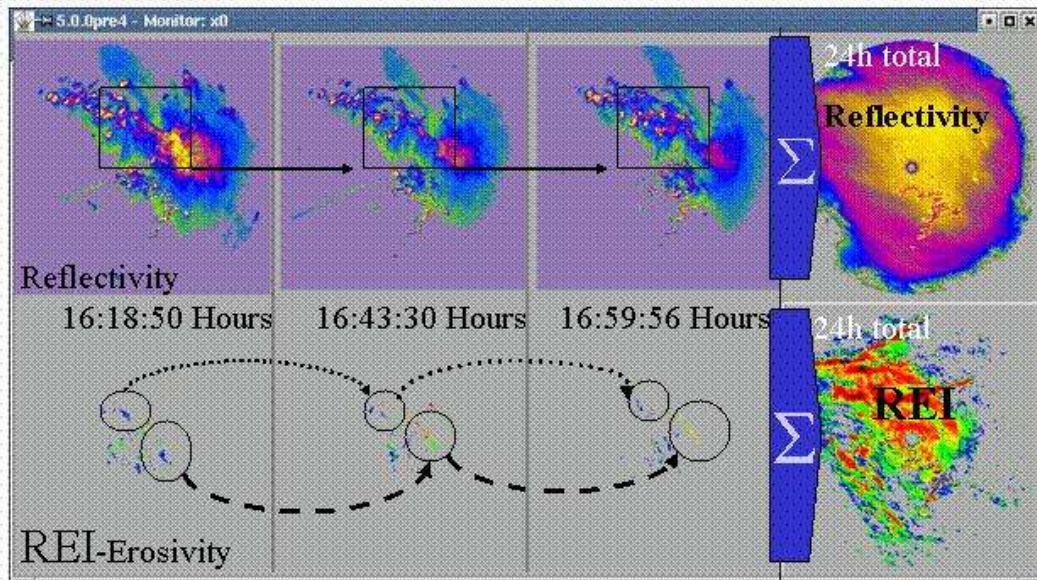 5.0.0pre4 - Monitor: x0
24h total
Reflectivity
Σ
Reflectivity
16:18:50 Hours
16:43:30 Hours
16:59:56 Hours
24h total
REI
Σ
REI-Erosivity